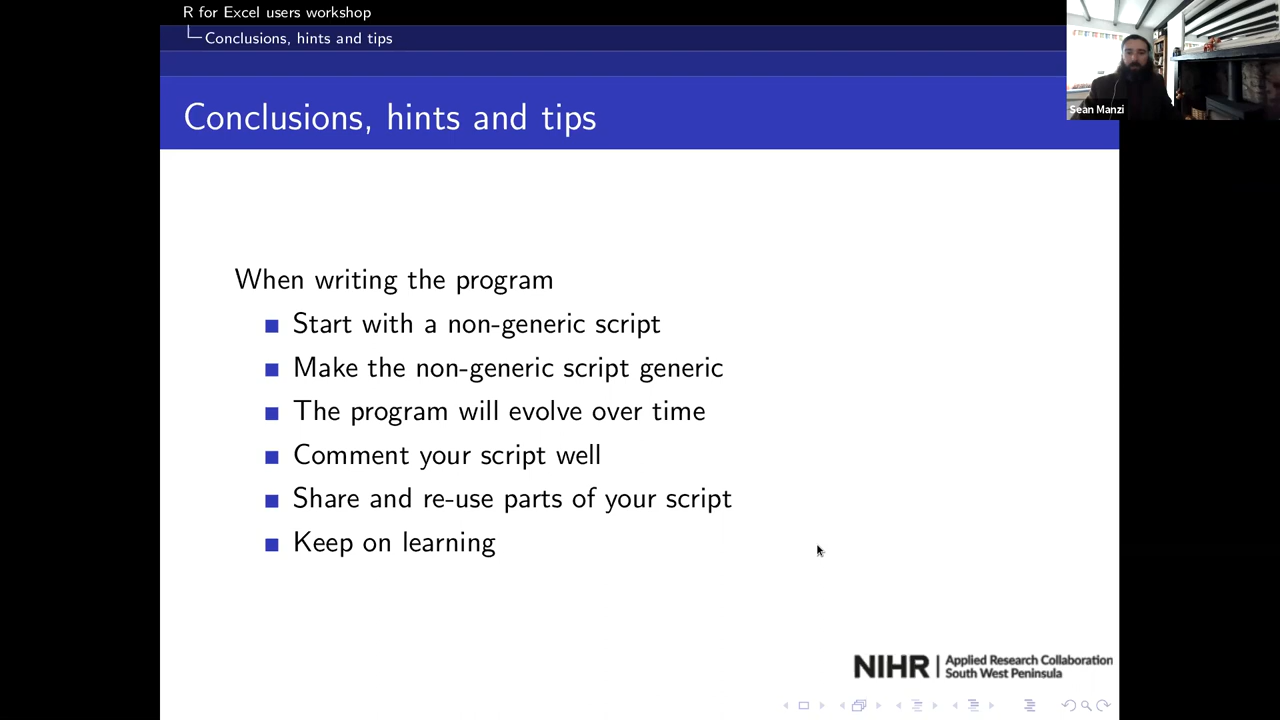 R for Excel users workshop
Conclusions, hints and tips
Sean Manzi
Conclusions, hints and tips
When writing the program
Start with a non-generic script
Make the non-generic script generic
The program will evolve over time
Comment your script well
Share and re-use parts of your script
Keep on learning
NIHR | Applied Research Collaboration
South West Peninsula